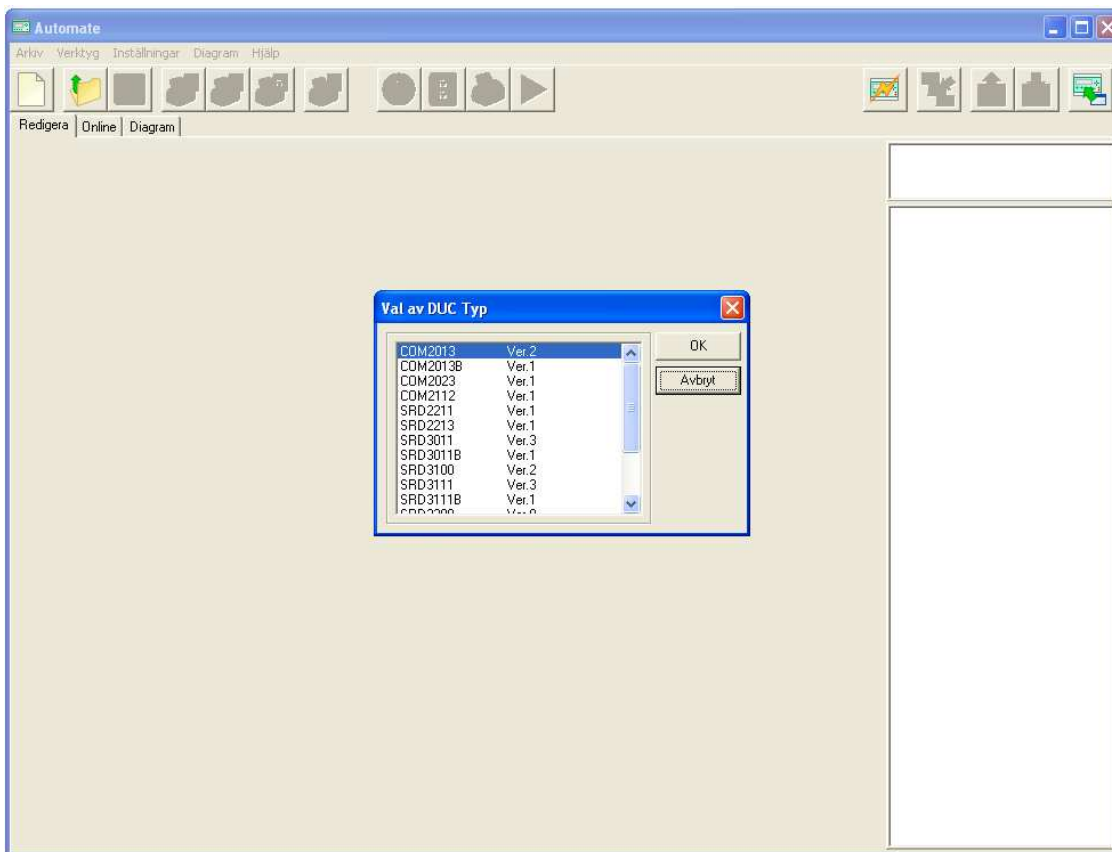 Automate
Arkiv Verktyg Inställningar Diagram Hjälp
Redigera Online Diagram
Val av DUC Typ
COM2013 Ver.2
COM2013B Ver.1
COM2023 Ver.1
COM2112 Ver.1
SRD2211 Ver.1
SRD2213 Ver.1
SRD3011 Ver.3
SRD3011B Ver.1
SRD3100 Ver.2
SRD3111 Ver.3
SRD3111B Ver.1
OK
Avbryt